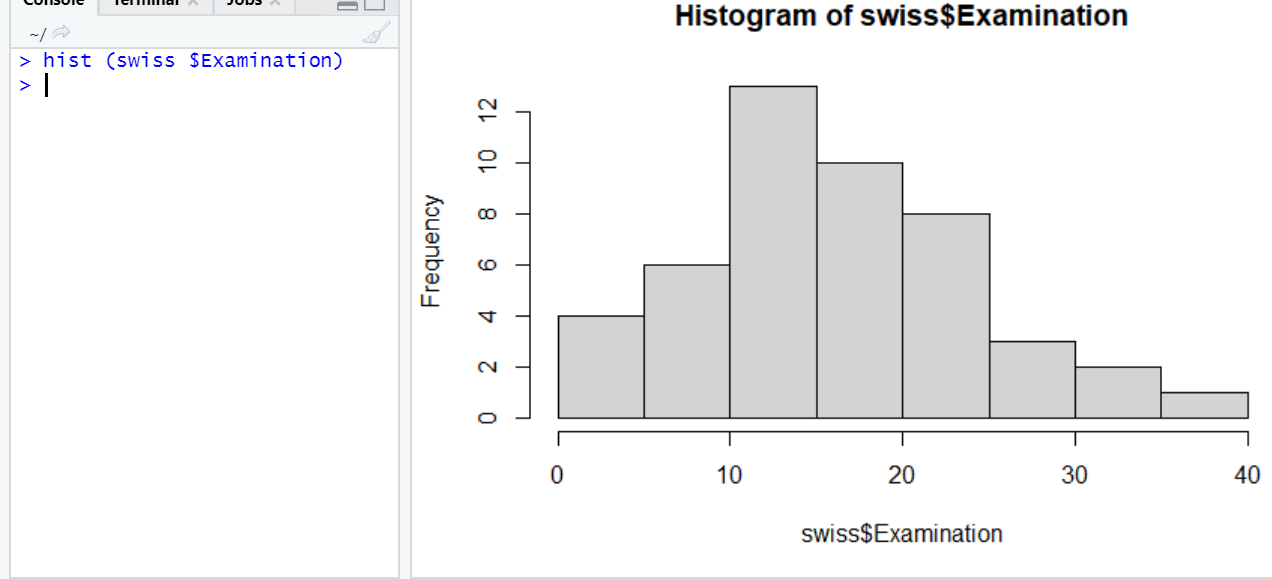 Console Terminal Jobs
~/
> hist (swiss $Examination)
>
Histogram of swiss$Examination
Frequency
12
10
8
6
4
2
0
0 10 20 30 40
swiss$Examination